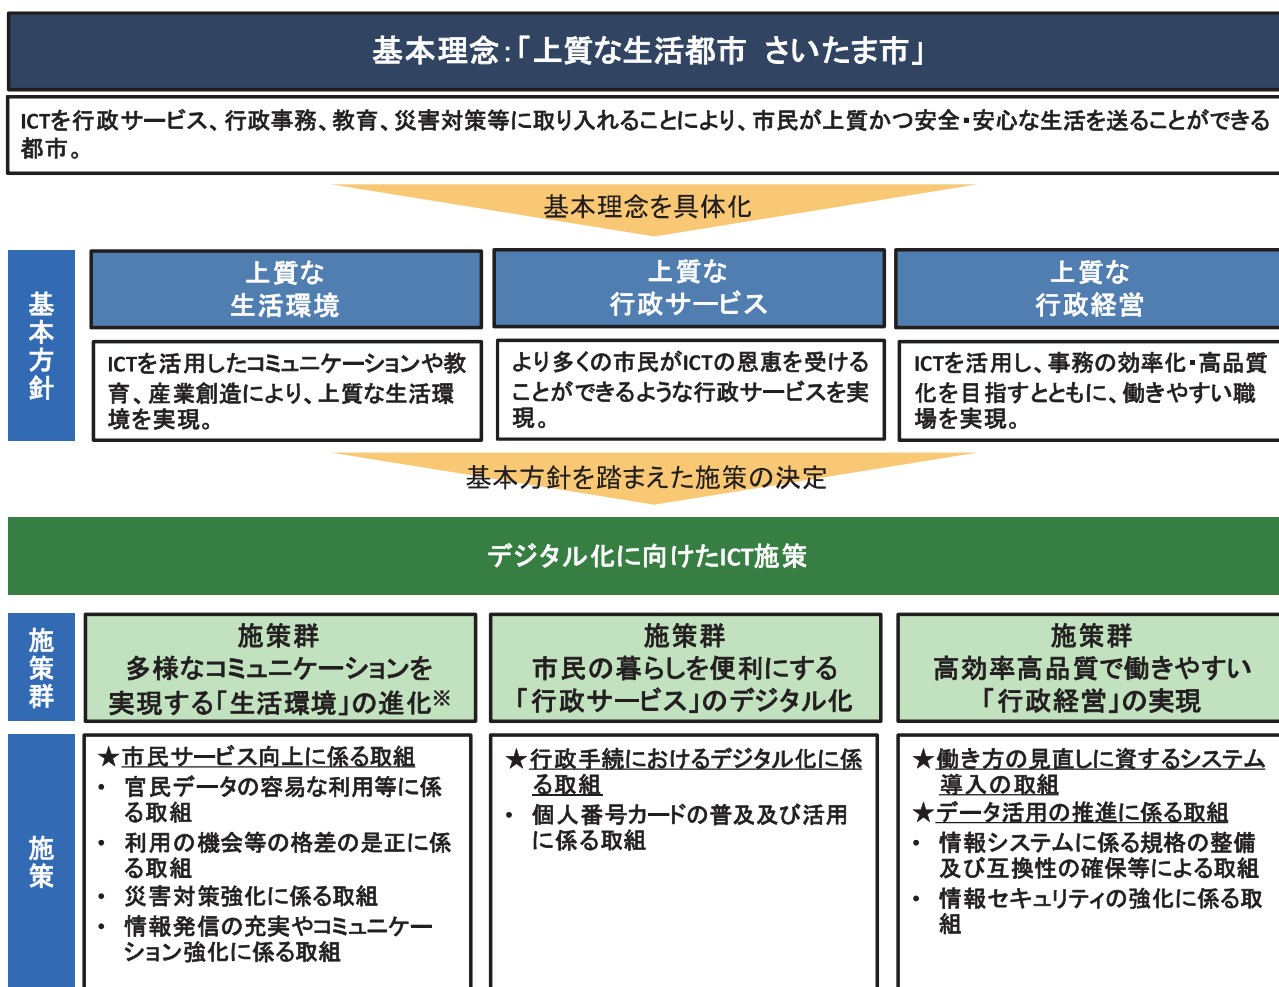 基本理念：「上質な生活都市 さいたま市」
ICTを行政サービス、行政事務、教育、災害対策等に取り入れることにより、市民が上質かつ安全・安心な生活を送ることができる
都市。
基本理念を具体化
基本方針
上質な
生活環境
ICTを活用したコミュニケーションや教
育、産業創造により、上質な生活環
境を実現。
上質な
行政サービス
より多くの市民がICTの恩恵を受ける
ことができるような行政サービスを実
現。
上質な
行政経営
ICTを活用し、事務の効率化・高品質
化を目指すとともに、働きやすい職
場を実現。
基本方針を踏まえた施策の決定
デジタル化に向けたICT施策
施策群
施策群
多様なコミュニケーションを
実現する「生活環境」の進化※
施策群
市民の暮らしを便利にする
「行政サービス」のデジタル化
施策群
高効率高品質で働きやすい
「行政経営」の実現
施策
★市民サービス向上に係る取組
• 官民データの容易な利用等に係
る取組
• 利用の機会等の格差の是正に係
る取組
• 災害対策強化に係る取組
• 情報発信の充実やコミュニケー
ション強化に係る取組
★行政手続におけるデジタル化に係
る取組
• 個人番号カードの普及及び活用
に係る取組
★働き方の見直しに資するシステム
導入の取組
★データ活用の推進に係る取組
• 情報システムに係る規格の整備
及び互換性の確保等による取組
• 情報セキュリティの強化に係る取
組